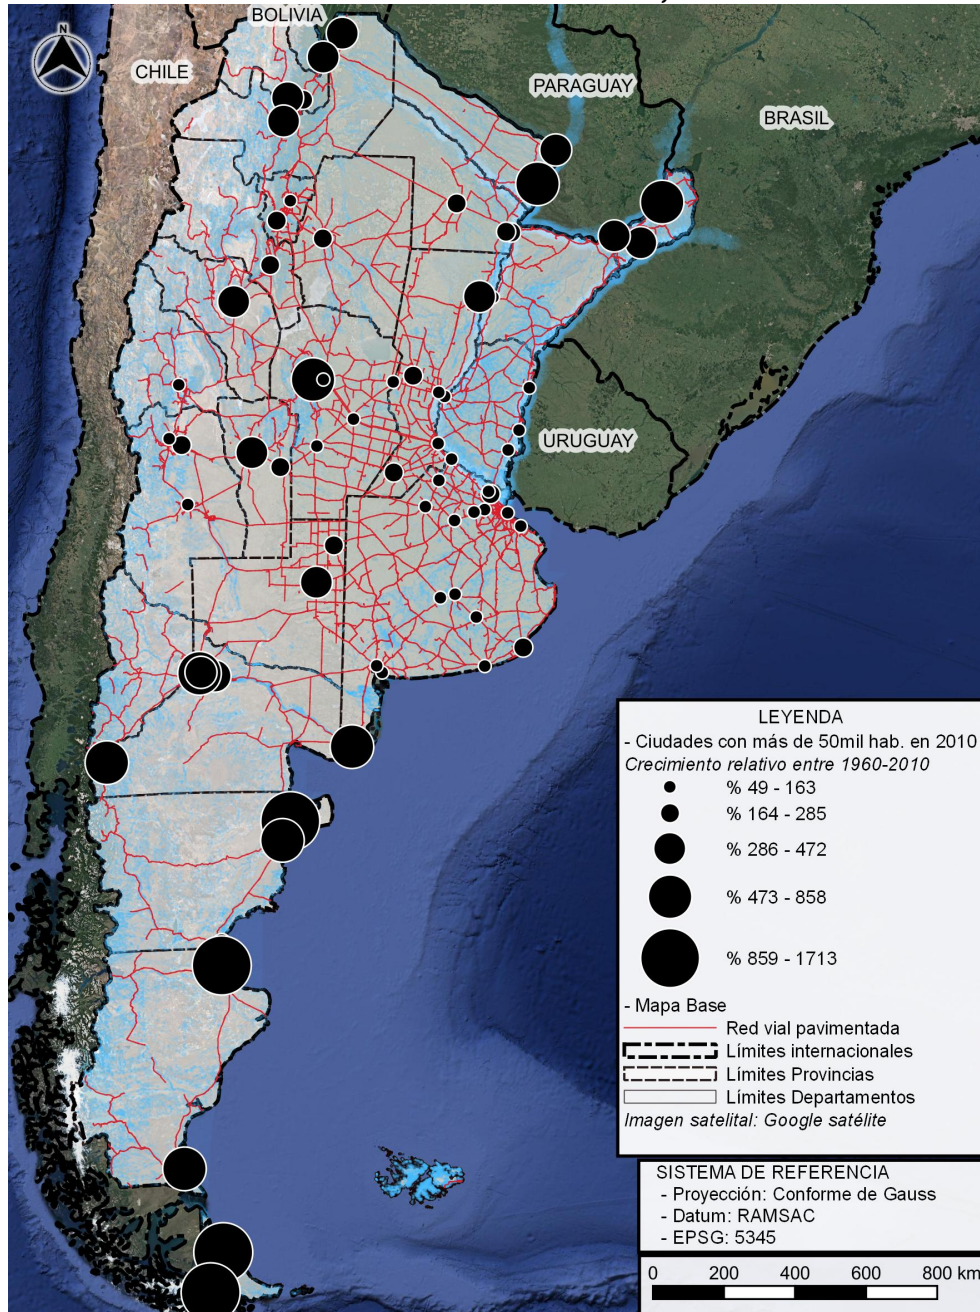 N
BOLIVIA
CHILE
PARAGUAY
BRASIL
URUGUAY
LEYENDA
- Ciudades con más de 50mil hab. en 2010
Crecimiento relativo entre 1960-2010
% 49 - 163
% 164 - 285
% 286 - 472
% 473 - 858
% 859 - 1713
- Mapa Base
Red vial pavimentada
Límites internacionales
Límites Provincias
Límites Departamentos
Imagen satelital: Google satélite
SISTEMA DE REFERENCIA
- Proyección: Conforme de Gauss
- Datum: RAMSAC
- EPSG: 5345
0 200 400 600 800 km